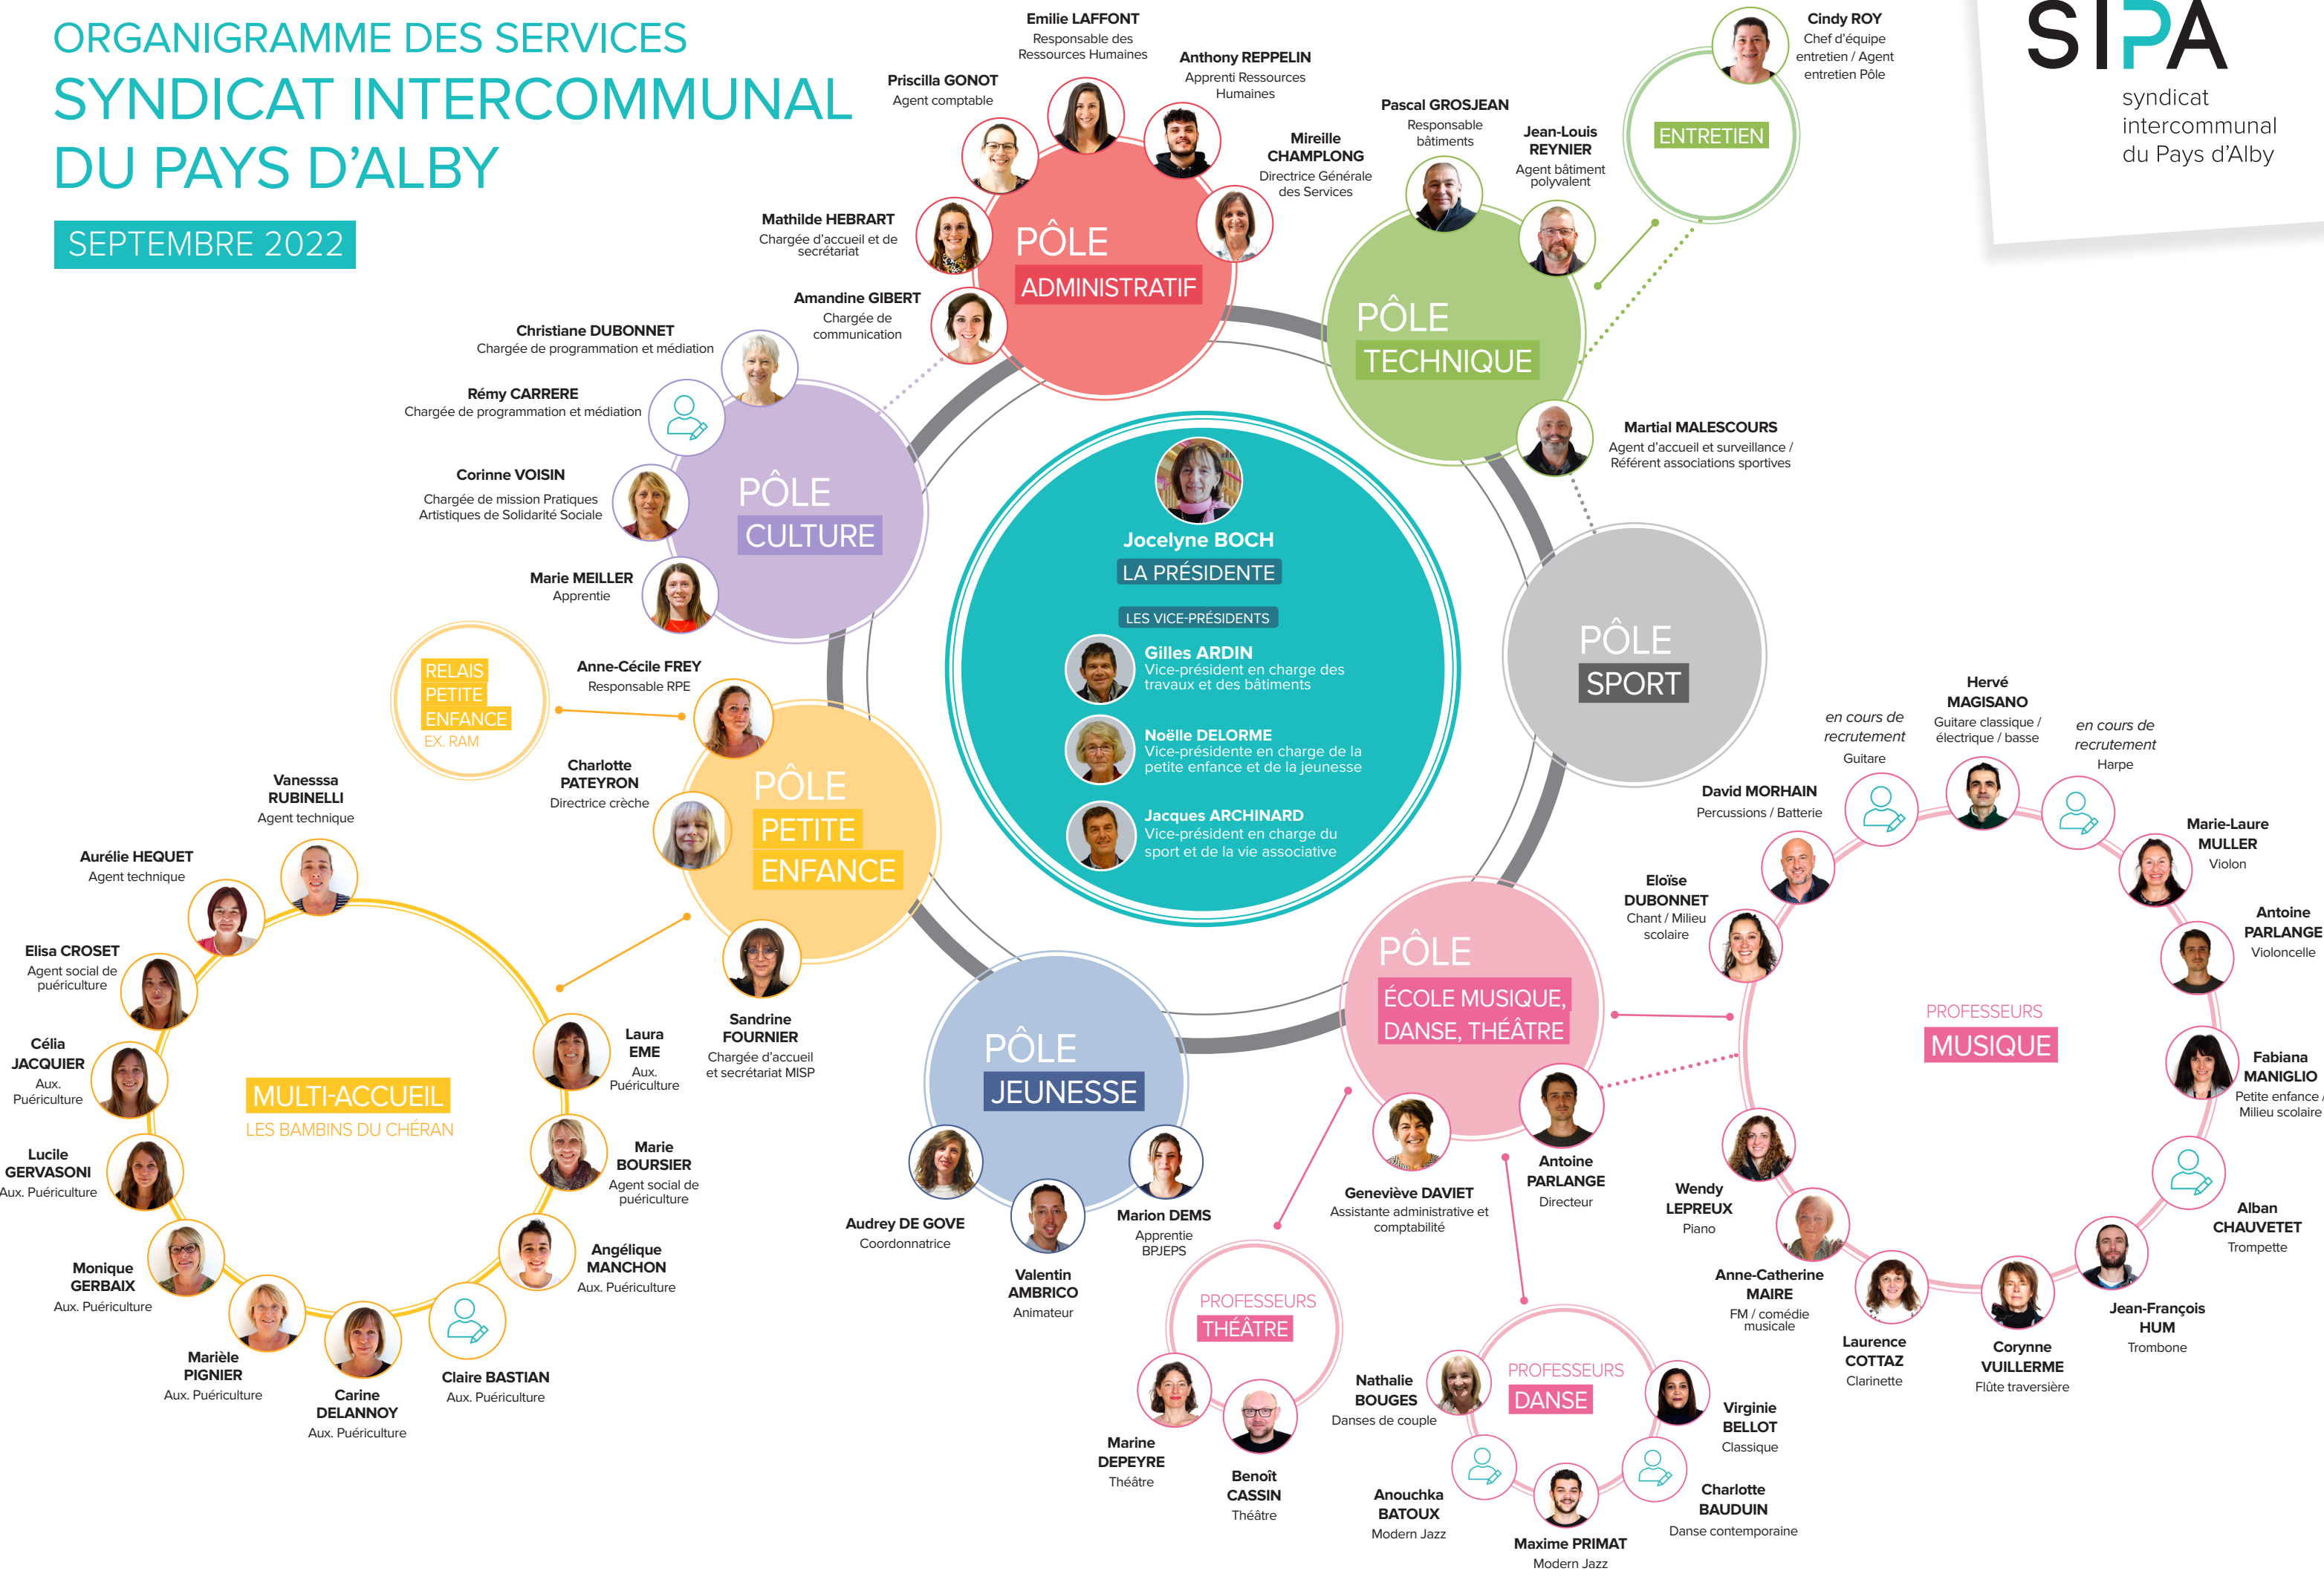 ORGANIGRAMME DES SERVICES
SYNDICAT INTERCOMMUNAL
DU PAYS D'ALBY
SEPTEMBRE 2022
SIPA
syndicat
intercommunal
du Pays d'Alby
Emilie LAFFONT
Responsable des
Ressources Humaines
Anthony REPPELIN
Apprenti Ressources
Humaines
Priscilla GONOT
Agent comptable
Mireille
CHAMPLONG
Directrice Générale
des Services
Mathilde HEBRART
Chargée d'accueil et de
secrétariat
Amandine GIBERT
Chargée de
communication
PÔLE
ADMINISTRATIF
Pascal GROSJEAN
Responsable
bâtiments
Jean-Louis
REYNIER
Agent bâtiment
polyvalent
PÔLE
TECHNIQUE
Martial MALESCOURS
Agent d'accueil et surveillance /
Référent associations sportives
Cindy ROY
Chef d'équipe
entretien / Agent
entretien Pôle
ENTRETIEN
Christiane DUBONNET
Chargée de programmation et médiation
Rémy CARRERE
Chargée de programmation et médiation
Corinne VOISIN
Chargée de mission Pratiques
Artistiques de Solidarité Sociale
Marie MEILLER
Apprentie
PÔLE
CULTURE
Jocelyne BOCH
LA PRÉSIDENTE
LES VICE-PRÉSIDENTS
Gilles ARDIN
Vice-président en charge des
travaux et des bâtiments
Noëlle DELORME
Vice-présidente en charge de la
petite enfance et de la jeunesse
Jacques ARCHINARD
Vice-président en charge du
sport et de la vie associative
PÔLE
SPORT
RELAIS
PETITE
ENFANCE
EX. RAM
Anne-Cécile FREY
Responsable RPE
Charlotte
PATEYRON
Directrice crèche
PÔLE
PETITE
ENFANCE
Sandrine
FOURNIER
Chargée d'accueil
et secrétariat MISP
Vanesssa
RUBINELLI
Agent technique
Aurélie HEQUET
Agent technique
Elisa CROSET
Agent social de
puériculture
Célia
JACQUIER
Aux.
Puériculture
Lucile
GERVASONI
Aux. Puériculture
Monique
GERBAIX
Aux. Puériculture
Marièle
PIGNIER
Aux. Puériculture
Carine
DELANNOY
Aux. Puériculture
Claire BASTIAN
Aux. Puériculture
Angélique
MANCHON
Aux. Puériculture
Marie
BOURSIER
Agent social de
puériculture
Laura
EME
Aux.
Puériculture
MULTI-ACCUEIL
LES BAMBINS DU CHÉRAN
PÔLE
JEUNESSE
Audrey DE GOVE
Coordonnatrice
Valentin
AMBRICO
Animateur
Marion DEMS
Apprentie
BPJEPS
PÔLE
ÉCOLE MUSIQUE,
DANSE, THÉÂTRE
Geneviève DAVIET
Assistante administrative et
comptabilité
Antoine
PARLANGE
Directeur
PROFESSEURS
THÉÂTRE
Marine
DEPEYRE
Théâtre
Benoît
CASSIN
Théâtre
PROFESSEURS
DANSE
Nathalie
BOUGES
Danses de couple
Anouchka
BATOUX
Modern Jazz
Maxime PRIMAT
Modern Jazz
Charlotte
BAUDUIN
Danse contemporaine
Virginie
BELLOT
Classique
PROFESSEURS
MUSIQUE
Eloïse
DUBONNET
Chant / Milieu
scolaire
David MORHAIN
Percussions / Batterie
en cours de
recrutement
Guitare
Hervé
MAGISANO
Guitare classique /
électrique / basse
en cours de
recrutement
Harpe
Marie-Laure
MULLER
Violon
Antoine
PARLANGE
Violoncelle
Fabiana
MANIGLIO
Petite enfance /
Milieu scolaire
Alban
CHAUVETET
Trompette
Jean-François
HUM
Trombone
Corynne
VUILLERME
Flûte traversière
Laurence
COTTAZ
Clarinette
Anne-Catherine
MAIRE
FM / comédie
musicale
Wendy
LEPREUX
Piano